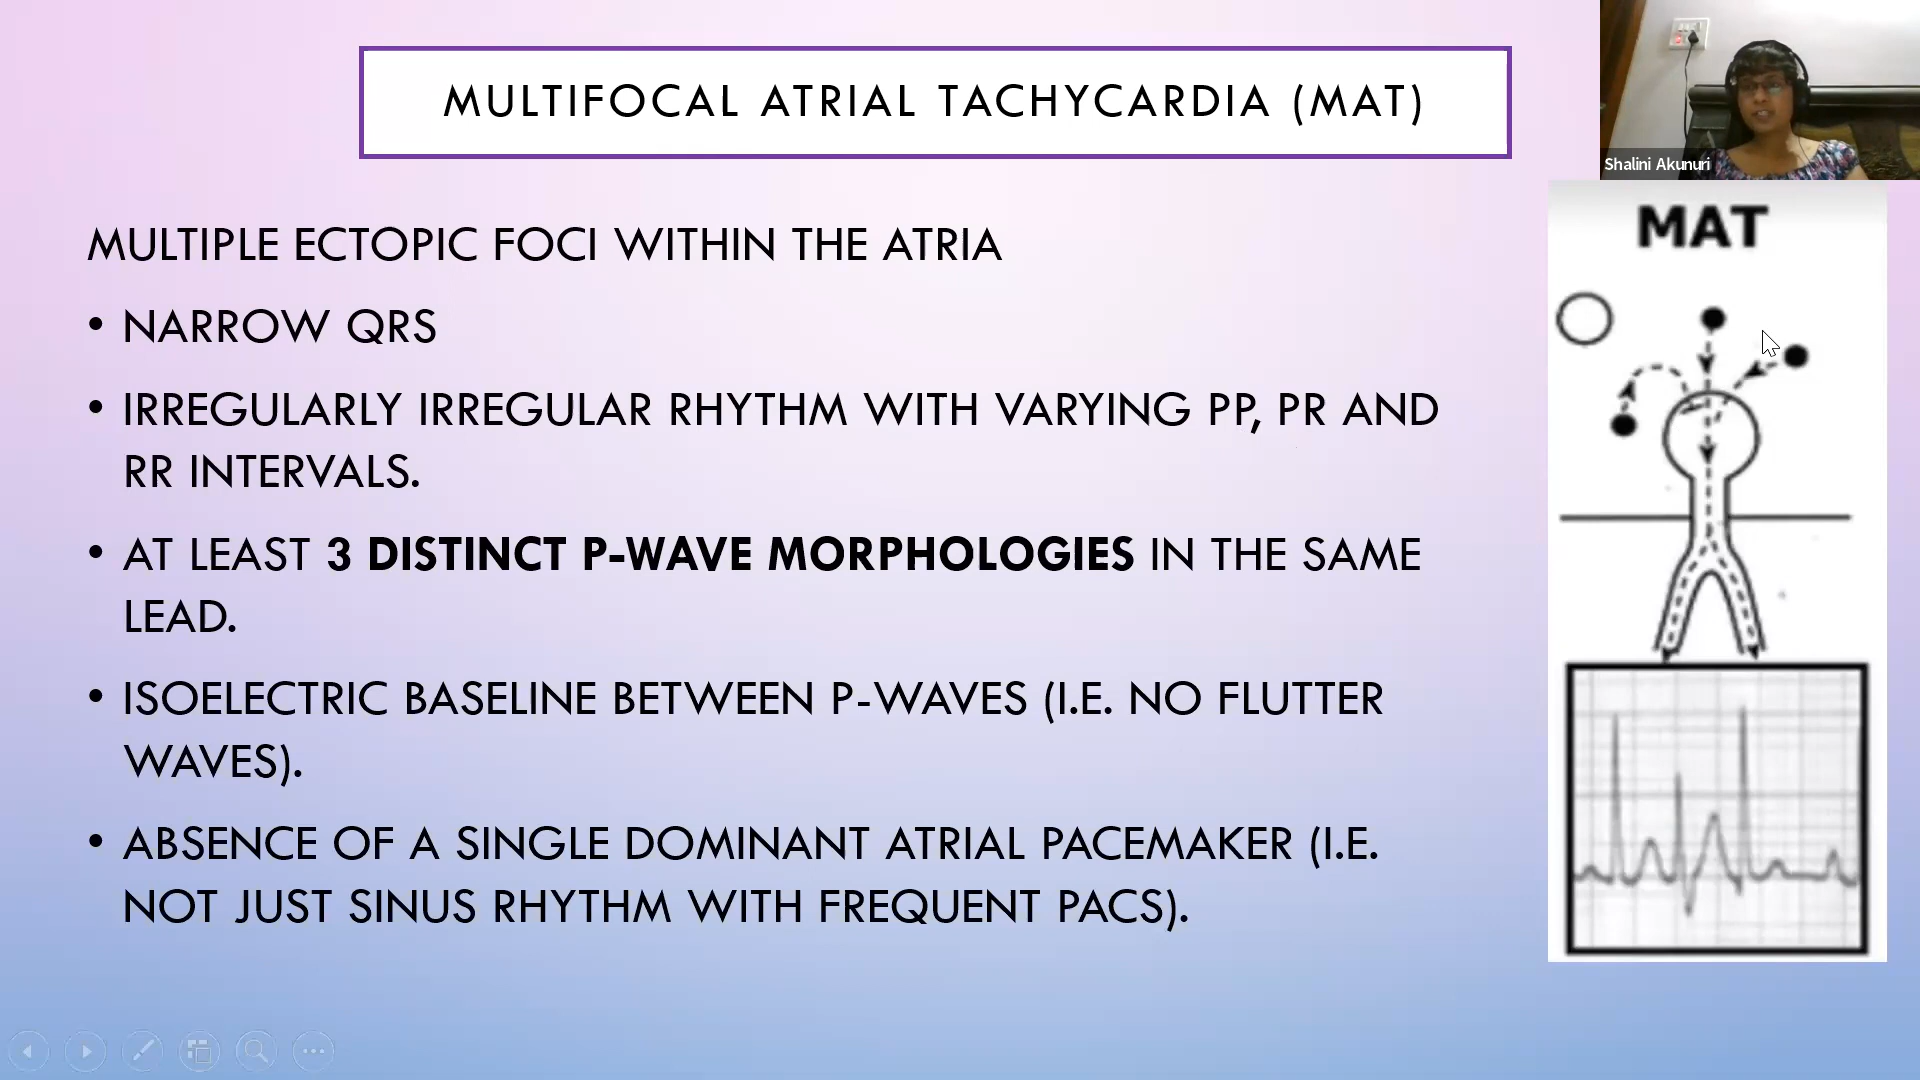 MULTIFOCAL ATRIAL TACHYCARDIA (MAT)
Shalini Akunuri
MAT
MULTIPLE ECTOPIC FOCI WITHIN THE ATRIA
• NARROW QRS
• IRREGULARLY IRREGULAR RHYTHM WITH VARYING PP, PR AND
RR INTERVALS.
• AT LEAST 3 DISTINCT P-WAVE MORPHOLOGIES IN THE SAME
LEAD.
• ISOELECTRIC BASELINE BETWEEN P-WAVES (I.E. NO FLUTTER
WAVES).
• ABSENCE OF A SINGLE DOMINANT ATRIAL PACEMAKER (I.E.
NOT JUST SINUS RHYTHM WITH FREQUENT PACS).